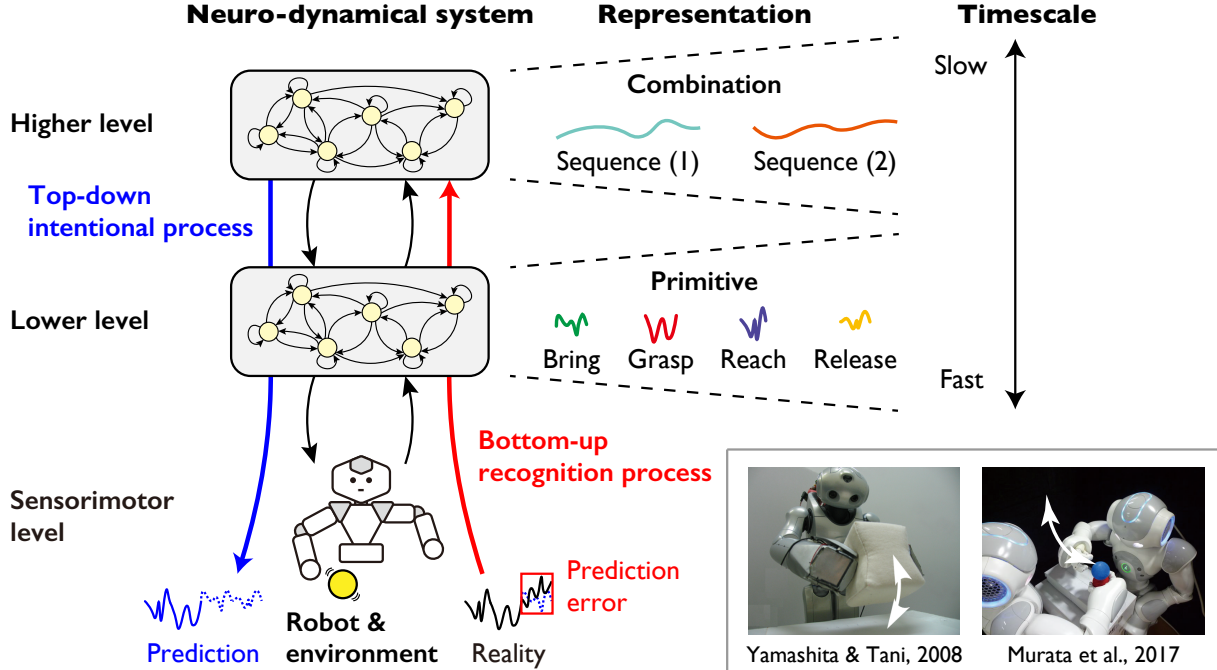 Neuro-dynamical system
Representation
Timescale
Higher level
Combination
Slow
Sequence (1)
Sequence (2)
Top-down
intentional process
Lower level
Primitive
Bring
Grasp
Reach
Release
Fast
Bottom-up
recognition process
Sensorimotor
level
Prediction
error
Prediction
Robot &
environment
Reality
Yamashita & Tani, 2008
Murata et al., 2017